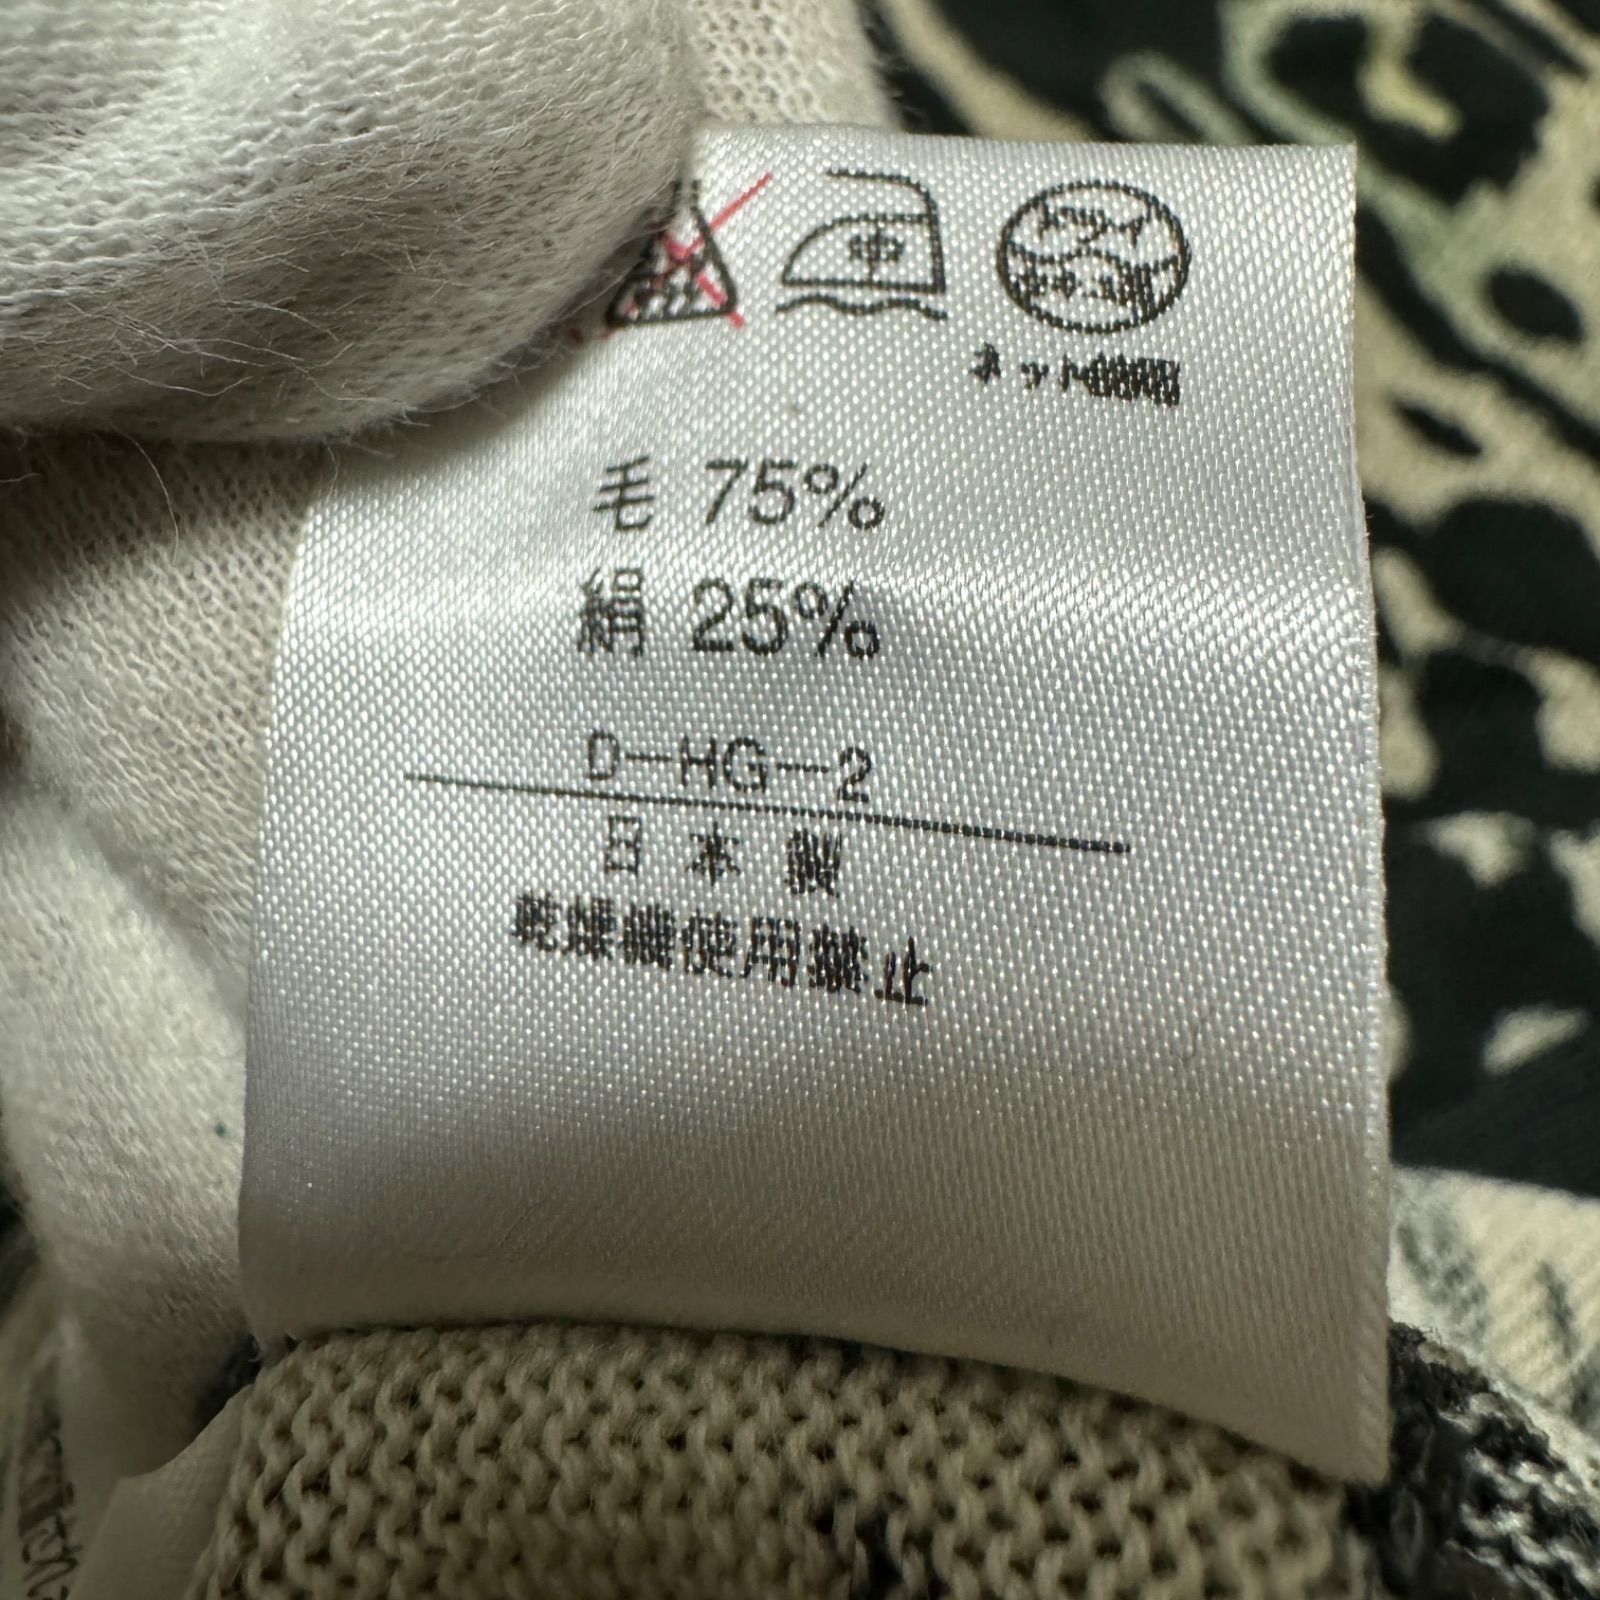 中
ドライ
ネット使用
毛 75%
絹 25%
D-HG-2
日本製
乾燥機使用禁止